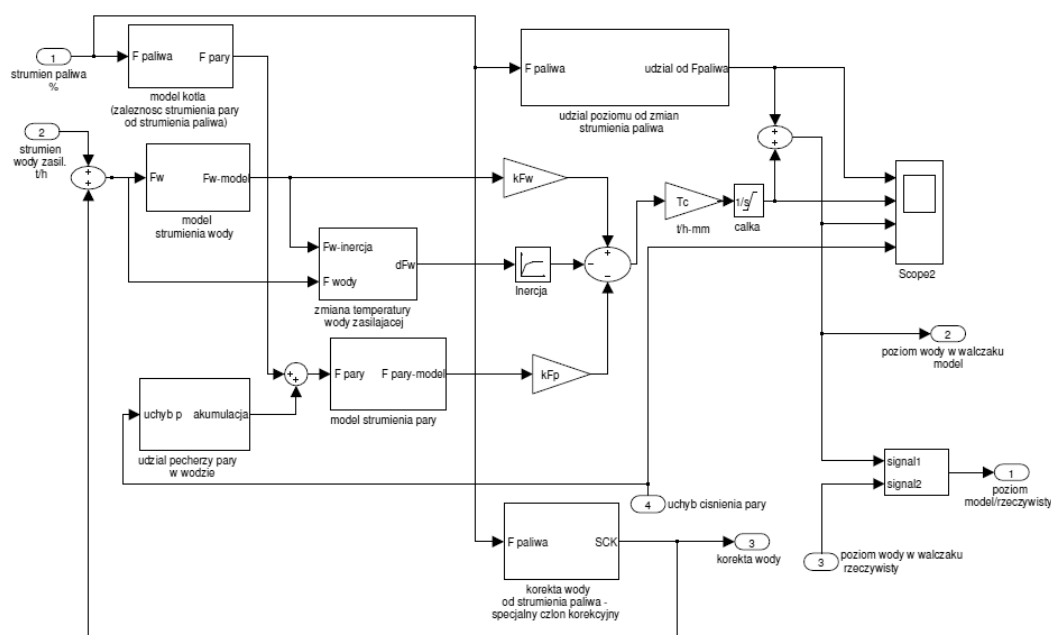 1
strumien paliwa
%
F paliwa
F pary
model kotla
(zaleznosc strumienia pary
od strumienia paliwa)
F paliwa
udzial od Fpaliwa
udzial poziomu od zmian
strumienia paliwa
2
strumien
wody zasil.
t/h
+
+
Fw
Fw-model
model
strumienia wody
kFw
+
+
Tc
t/h-mm
1/s
calka
Scope2
Fw-inercja
F wody
dFw
zmiana temperatury
wody zasilajacej
Inercja
+
−
−
2
poziom wody w walczaku
model
+
+
F pary
F pary-model
model strumienia pary
kFp
uchyb p
akumulacja
udzial pecherzy pary
w wodzie
signal1
signal2
1
poziom
model/rzeczywisty
4
uchyb cisnienia pary
F paliwa
SCK
korekta wody
od strumienia paliwa -
specjalny czlon korekcyjny
3
korekta wody
3
poziom wody w walczaku
rzeczywisty